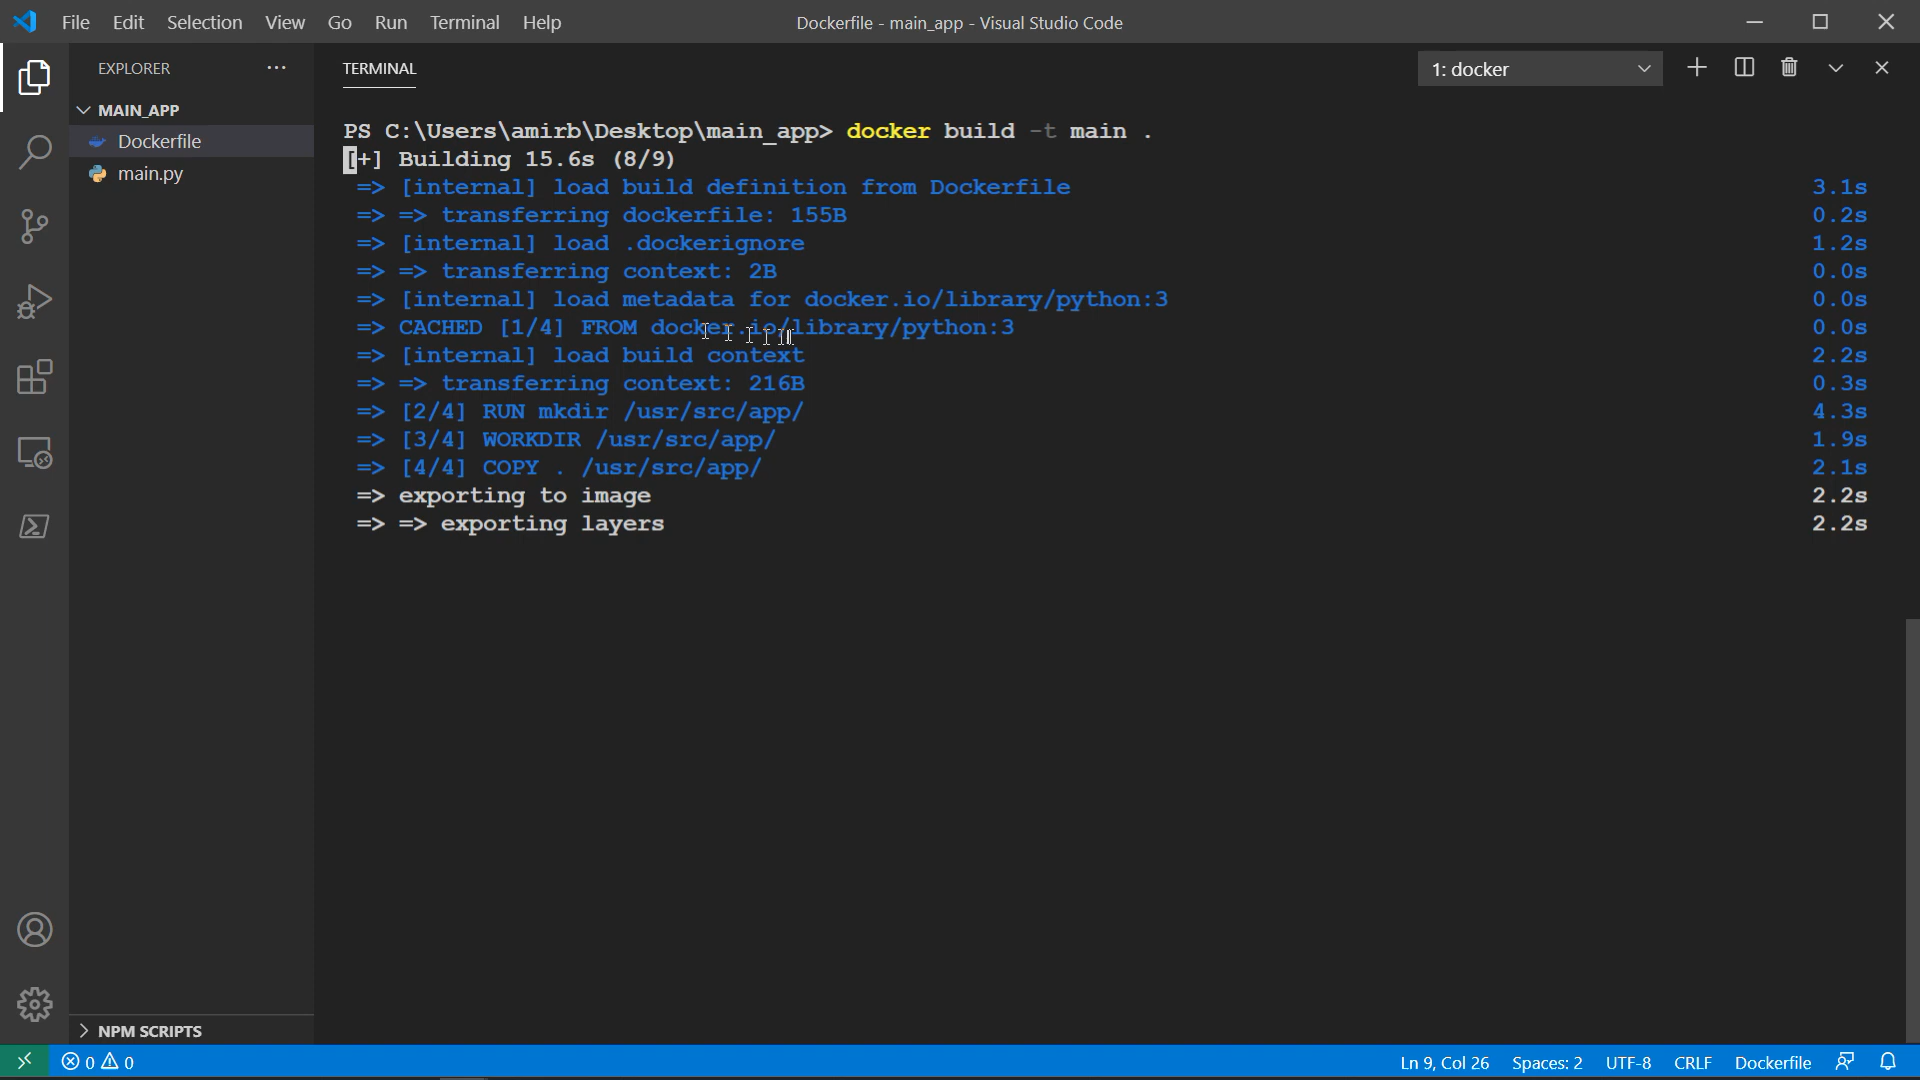 File Edit Selection View Go Run Terminal Help
Dockerfile - main_app - Visual Studio Code
EXPLORER ...
MAIN_APP
Dockerfile
main.py
NPM SCRIPTS
TERMINAL
1: docker
PS C:\Users\amirb\Desktop\main_app> docker build -t main .
[+] Building 15.6s (8/9)
=> [internal] load build definition from Dockerfile 3.1s
=> => transferring dockerfile: 155B 0.2s
=> [internal] load .dockerignore 1.2s
=> => transferring context: 2B 0.0s
=> [internal] load metadata for docker.io/library/python:3 0.0s
=> CACHED [1/4] FROM docker.io/library/python:3 0.0s
=> [internal] load build context 2.2s
=> => transferring context: 216B 0.3s
=> [2/4] RUN mkdir /usr/src/app/ 4.3s
=> [3/4] WORKDIR /usr/src/app/ 1.9s
=> [4/4] COPY . /usr/src/app/ 2.1s
=> exporting to image 2.2s
=> => exporting layers 2.2s
0 0
Ln 9, Col 26 Spaces: 2 UTF-8 CRLF Dockerfile